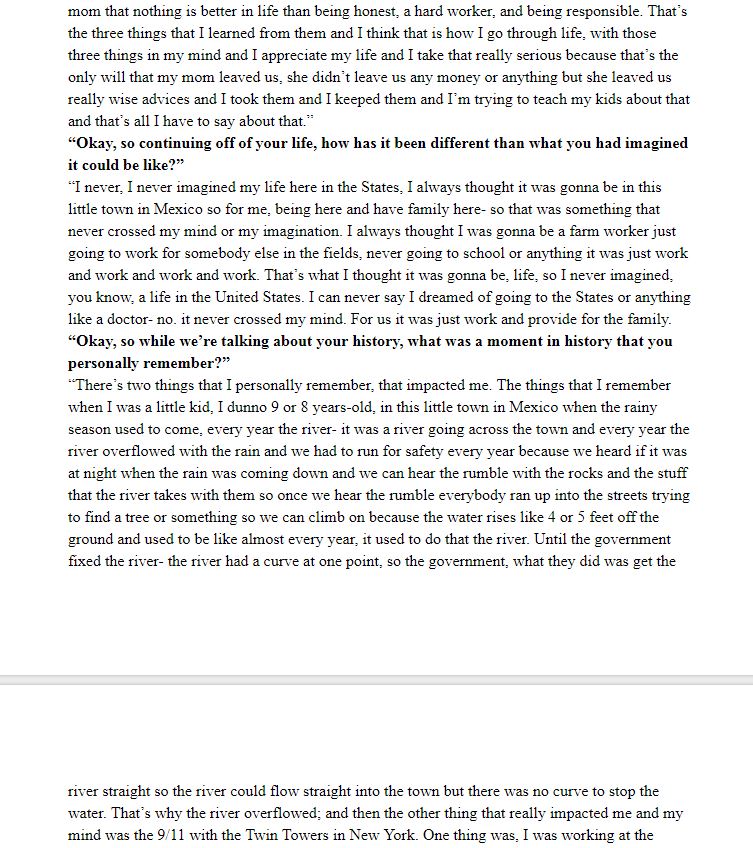 mom that nothing is better in life than being honest, a hard worker, and being responsible. That’s
the three things that I learned from them and I think that is how I go through life, with those
three things in my mind and I appreciate my life and I take that really serious because that’s the
only will that my mom leaved us, she didn’t leave us any money or anything but she leaved us
really wise advices and I took them and I keeped them and I’m trying to teach my kids about that
and that’s all I have to say about that.”
“Okay, so continuing off of your life, how has it been different than what you had imagined
it could be like?”
“I never, I never imagined my life here in the States, I always thought it was gonna be in this
little town in Mexico so for me, being here and have family here- so that was something that
never crossed my mind or my imagination. I always thought I was gonna be a farm worker just
going to work for somebody else in the fields, never going to school or anything it was just work
and work and work and work. That’s what I thought it was gonna be, life, so I never imagined,
you know, a life in the United States. I can never say I dreamed of going to the States or anything
like a doctor- no. it never crossed my mind. For us it was just work and provide for the family.
“Okay, so while we’re talking about your history, what was a moment in history that you
personally remember?”
“There’s two things that I personally remember, that impacted me. The things that I remember
when I was a little kid, I dunno 9 or 8 years-old, in this little town in Mexico when the rainy
season used to come, every year the river- it was a river going across the town and every year the
river overflowed with the rain and we had to run for safety every year because we heard if it was
at night when the rain was coming down and we can hear the rumble with the rocks and the stuff
that the river takes with them so once we hear the rumble everybody ran up into the streets trying
to find a tree or something so we can climb on because the water rises like 4 or 5 feet off the
ground and used to be like almost every year, it used to do that the river. Until the government
fixed the river- the river had a curve at one point, so the government, what they did was get the
river straight so the river could flow straight into the town but there was no curve to stop the
water. That’s why the river overflowed; and then the other thing that really impacted me and my
mind was the 9/11 with the Twin Towers in New York. One thing was, I was working at the